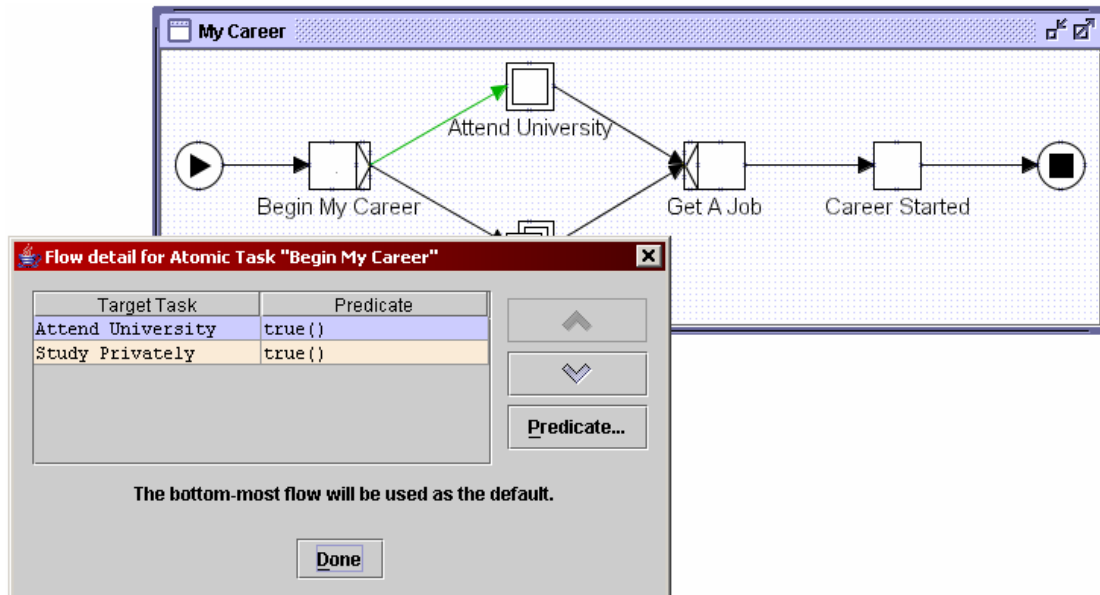 My Career
Attend University
Begin My Career
Get A Job
Career Started
Flow detail for Atomic Task "Begin My Career"
Target Task Predicate
Attend University true()
Study Privately true()
Predicate...
The bottom-most flow will be used as the default.
Done